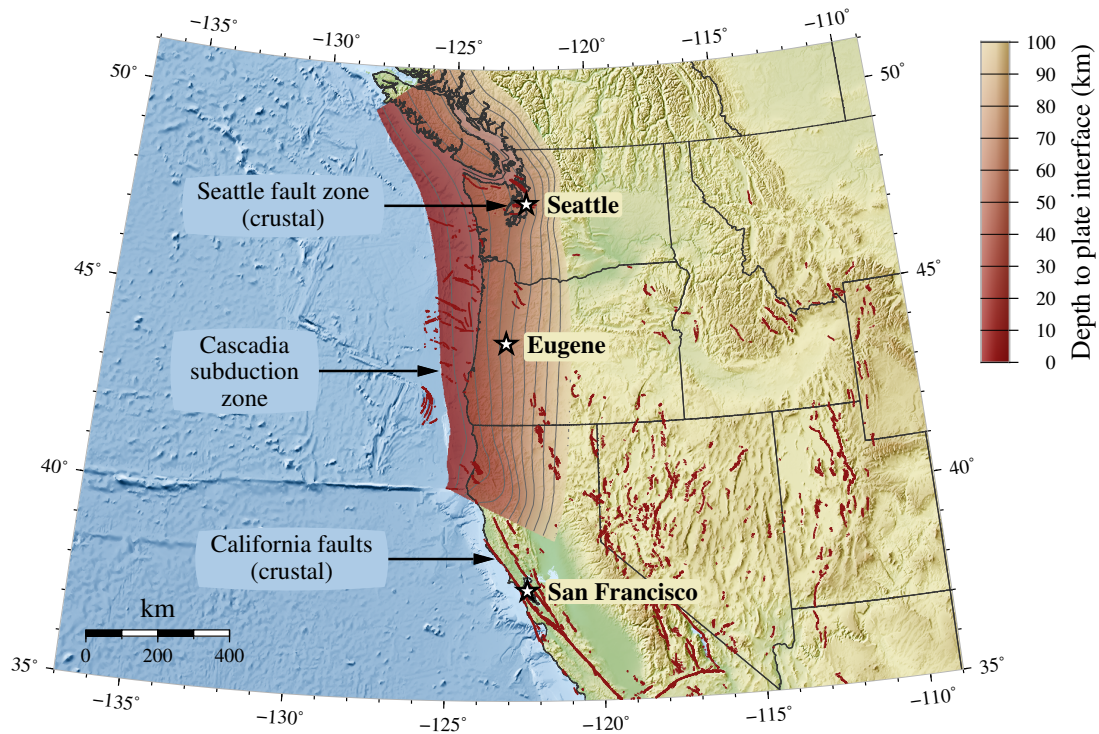 −135˚
−130˚
−125˚
−120˚
−115˚
−110˚
50˚
50˚
45˚
45˚
40˚
40˚
35˚
35˚
−135˚
−130˚
−125˚
−120˚
−115˚
−110˚
Seattle fault zone
(crustal)
Seattle
Eugene
Cascadia
subduction
zone
California faults
(crustal)
San Francisco
km
0
200
400
100
90
80
70
60
50
40
30
20
10
0
Depth to plate interface (km)